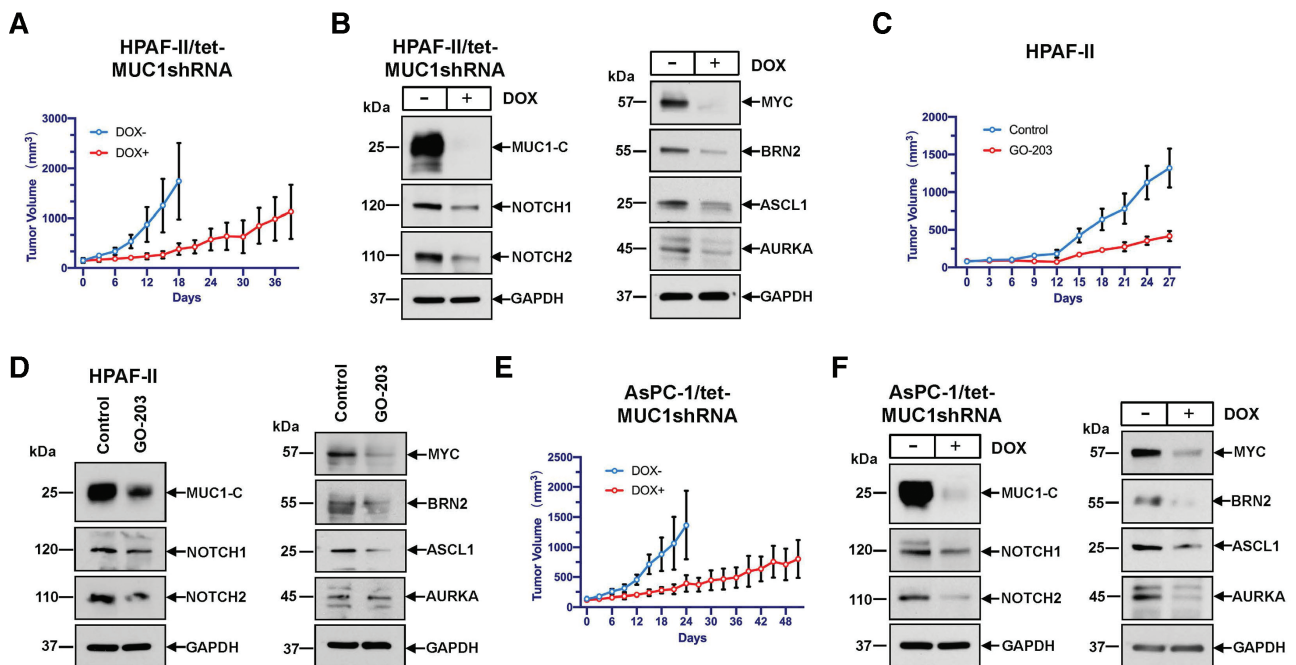 A
HPAF-II/tet-
MUC1shRNA
Tumor Volume (mm3)
3000
2000
1000
0
DOX-
DOX+
0 6 12 18 24 30 36
Days
B
HPAF-II/tet-
MUC1shRNA
kDa
- + DOX
25 MUC1-C
120 NOTCH1
110 NOTCH2
37 GAPDH
- + DOX
kDa
57 MYC
55 BRN2
25 ASCL1
45 AURKA
37 GAPDH
C
HPAF-II
Tumor Volume (mm3)
2000
1500
1000
500
0
Control
GO-203
0 3 6 9 12 15 18 21 24 27
Days
D
HPAF-II
Control GO-203
kDa
25 MUC1-C
120 NOTCH1
110 NOTCH2
37 GAPDH
Control GO-203
kDa
57 MYC
55 BRN2
25 ASCL1
45 AURKA
37 GAPDH
E
AsPC-1/tet-
MUC1shRNA
Tumor Volume (mm3)
2500
2000
1500
1000
500
0
DOX-
DOX+
0 6 12 18 24 30 36 42 48
Days
F
AsPC-1/tet-
MUC1shRNA
kDa
- + DOX
25 MUC1-C
120 NOTCH1
110 NOTCH2
37 GAPDH
- + DOX
kDa
57 MYC
55 BRN2
25 ASCL1
45 AURKA
37 GAPDH